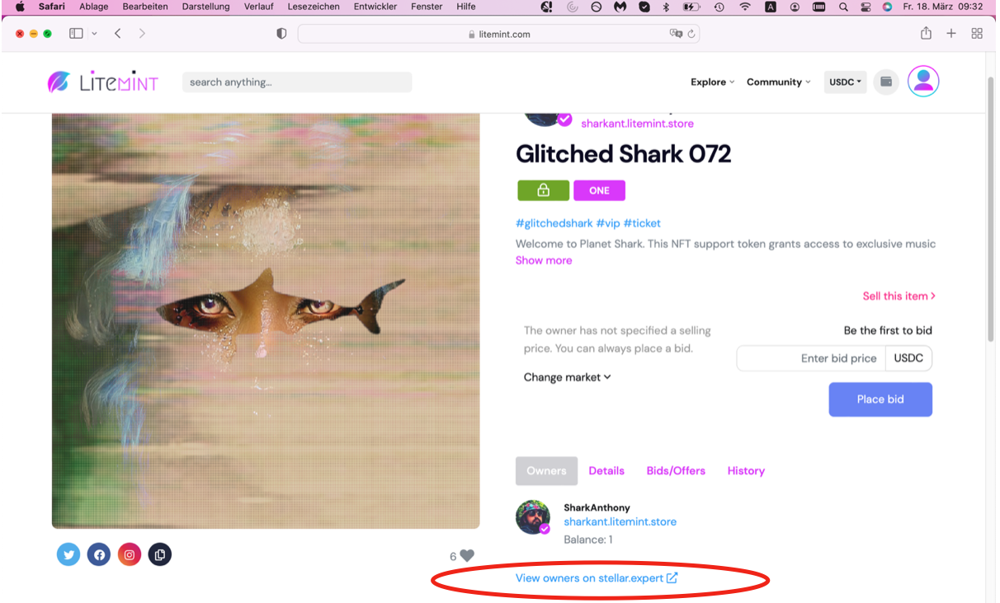 Safari Ablage Bearbeiten Darstellung Verlauf Lesezeichen Entwickler Fenster Hilfe A Fr. 18. März 09:32
litemint.com
LiteMint search anything... Explore Community USDC
sharkant.litemint.store
Glitched Shark 072
ONE
#glitchedshark #vip #ticket
Welcome to Planet Shark. This NFT support token grants access to exclusive music
Show more
Sell this item
The owner has not specified a selling
price. You can always place a bid.
Be the first to bid
Enter bid price USDC
Change market
Place bid
Owners Details Bids/Offers History
SharkAnthony
sharkant.litemint.store
Balance: 1
6
View owners on stellar.expert